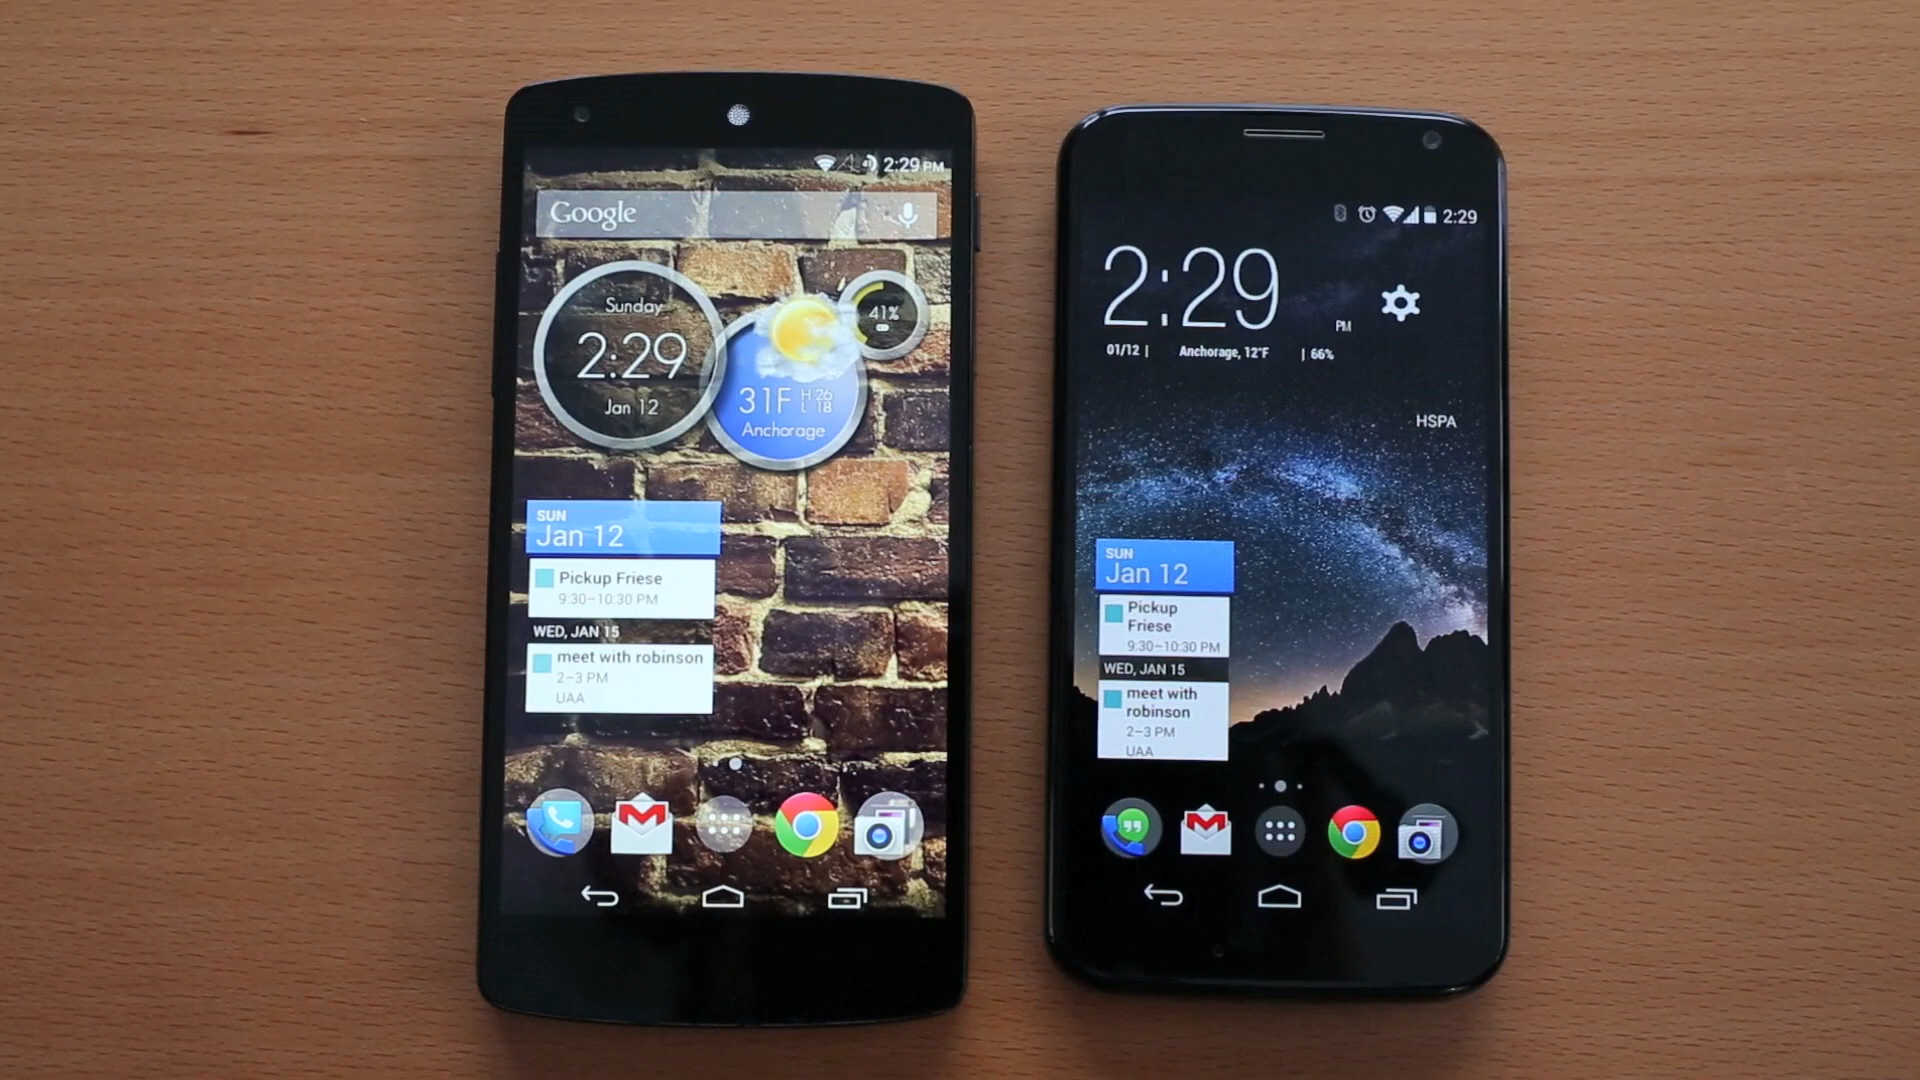 2:29 PM
Google
Sunday
2:29
Jan 12
41%
31F H 26
L 18
Anchorage
SUN
Jan 12
Pickup Friese
9:30–10:30 PM
WED, JAN 15
meet with robinson
2–3 PM
UAA
2:29
2:29 PM
01/12 | Anchorage, 12°F | 66%
HSPA
SUN
Jan 12
Pickup
Friese
9:30–10:30 PM
WED, JAN 15
meet with
robinson
2–3 PM
UAA